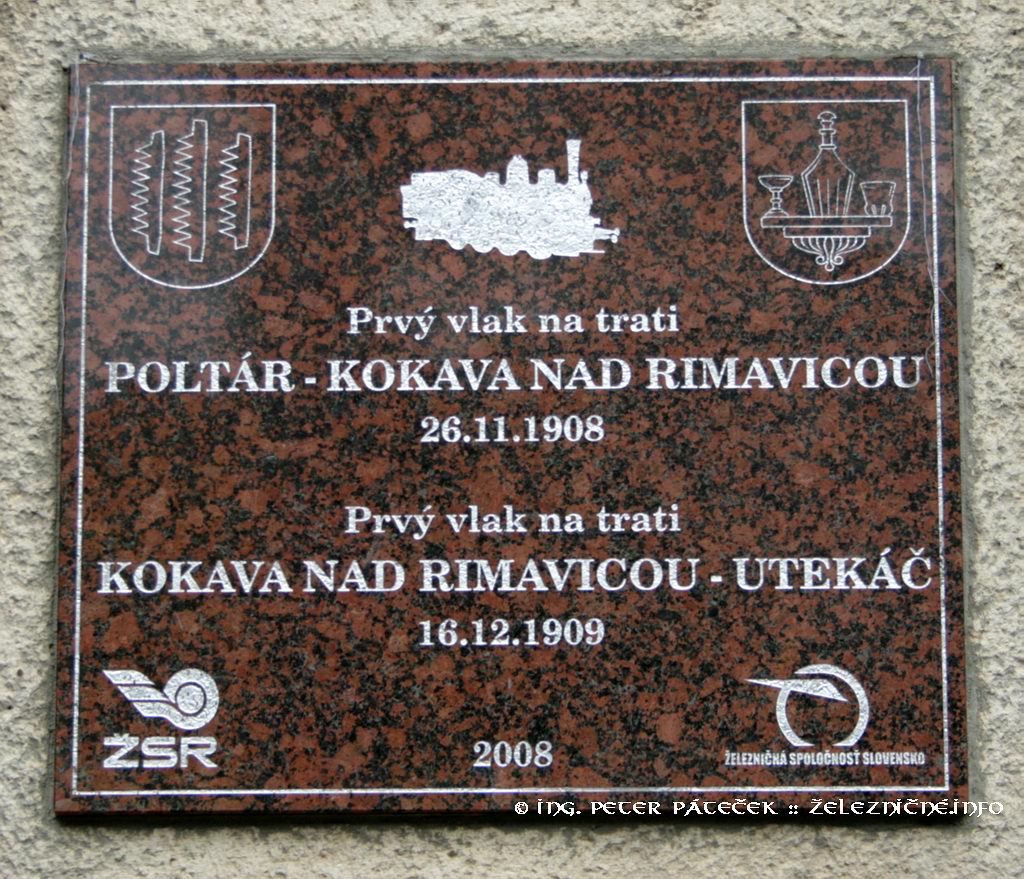 Prvý vlak na trati
POLTÁR - KOKAVA NAD RIMAVICOU
26.11.1908
Prvý vlak na trati
KOKAVA NAD RIMAVICOU - UTEKÁČ
16.12.1909
ŽSR
2008
ŽELEZNIČNÁ SPOLOČNOSŤ SLOVENSKO
© ING. PETER PÁTEČEK :: ŽELEZNIČNÉ.INFO